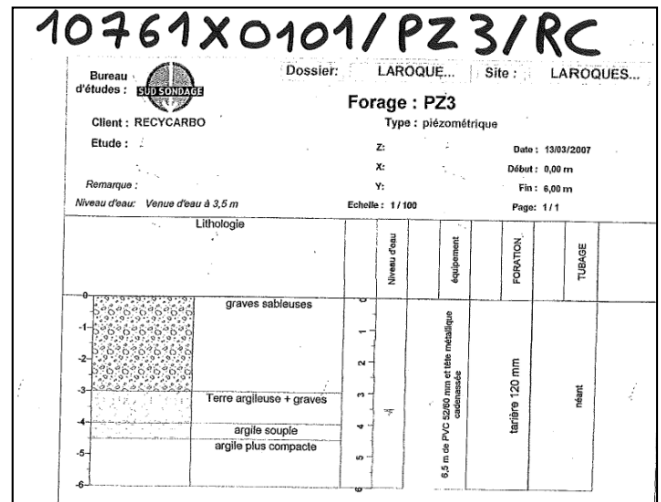 10761X0101/PZ3/RC
Bureau d'études : SUD SONDAGE
Dossier: LAROQUE... Site : LAROQUES...
Forage : PZ3
Client : RECYCARBO
Type : piézométrique
Etude :
Z:
Date : 13/03/2007
X:
Début : 0,00 m
Remarque :
Y:
Fin : 6,00 m
Niveau d'eau: Venue d'eau à 3,5 m
Echelle : 1/100
Page: 1/1
Lithologie
Niveau d'eau
équipement
FORATION
TUBAGE
0
graves sableuses
-1
-2
-3
Terre argileuse + graves
-4
argile souple
argile plus compacte
-5
-6
0
1
2
3
4
5
6
6,5 m de PVC 52/60 mm et tête métallique cadenassée
tarière 120 mm
néant